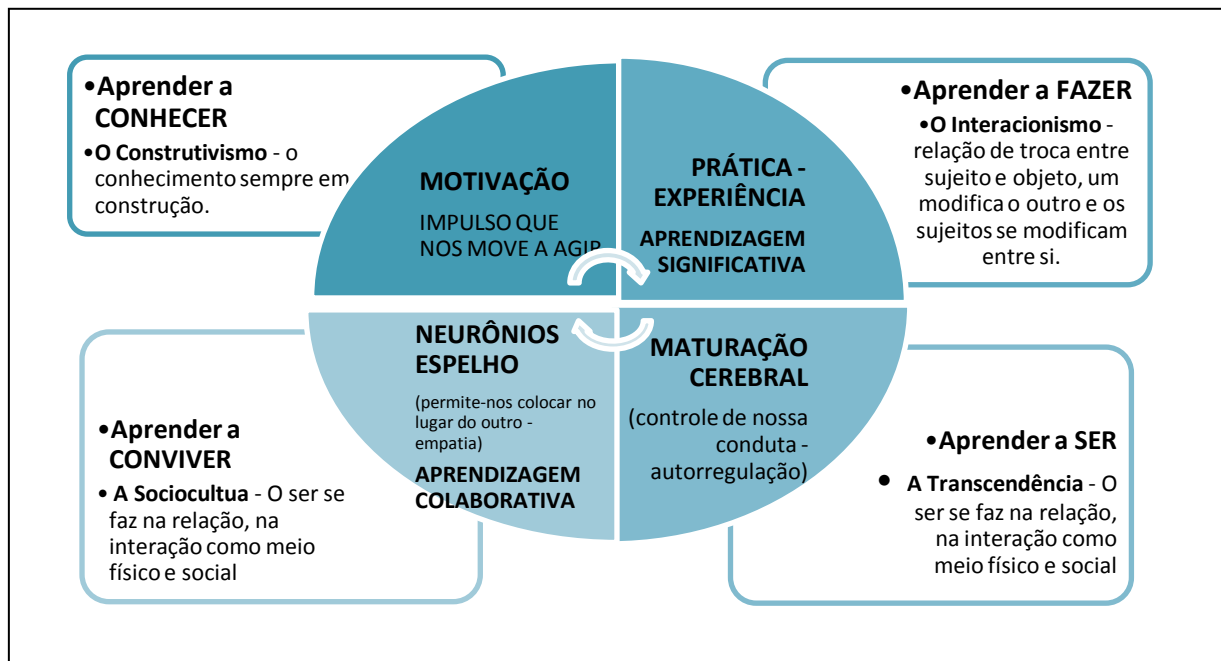 •Aprender a
CONHECER
•O Construtivismo - o
conhecimento sempre em
construção.
MOTIVAÇÃO
IMPULSO QUE
NOS MOVE A AGIR
PRÁTICA -
EXPERIÊNCIA
APRENDIZAGEM
SIGNIFICATIVA
•Aprender a FAZER
•O Interacionismo -
relação de troca entre
sujeito e objeto, um
modifica o outro e os
sujeitos se modificam
entre si.
•Aprender a
CONVIVER
• A Sociocultua - O ser se
faz na relação, na
interação como meio
físico e social
NEURÔNIOS
ESPELHO
(permite-nos colocar no
lugar do outro -
empatia)
APRENDIZAGEM
COLABORATIVA
MATURAÇÃO
CEREBRAL
(controle de nossa
conduta -
autorregulação)
•Aprender a SER
• A Transcendência - O
ser se faz na relação,
na interação como
meio físico e social